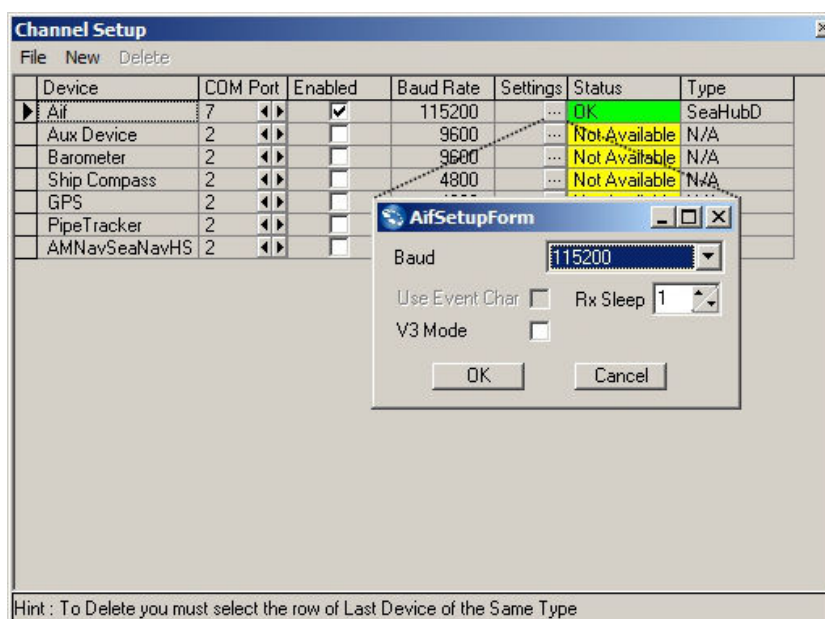 Channel Setup
File New Delete
Device COM Port Enabled Baud Rate Settings Status Type
Aif 7 115200 ... OK SeaHubD
Aux Device 2 9600 ... Not Available N/A
Barometer 2 9600 ... Not Available N/A
Ship Compass 2 4800 ... Not Available N/A
GPS 2
PipeTracker 2
AMNavSeaNavHS 2
AifSetupForm
Baud 115200
Use Event Char Rx Sleep 1
V3 Mode
OK Cancel
Hint : To Delete you must select the row of Last Device of the Same Type